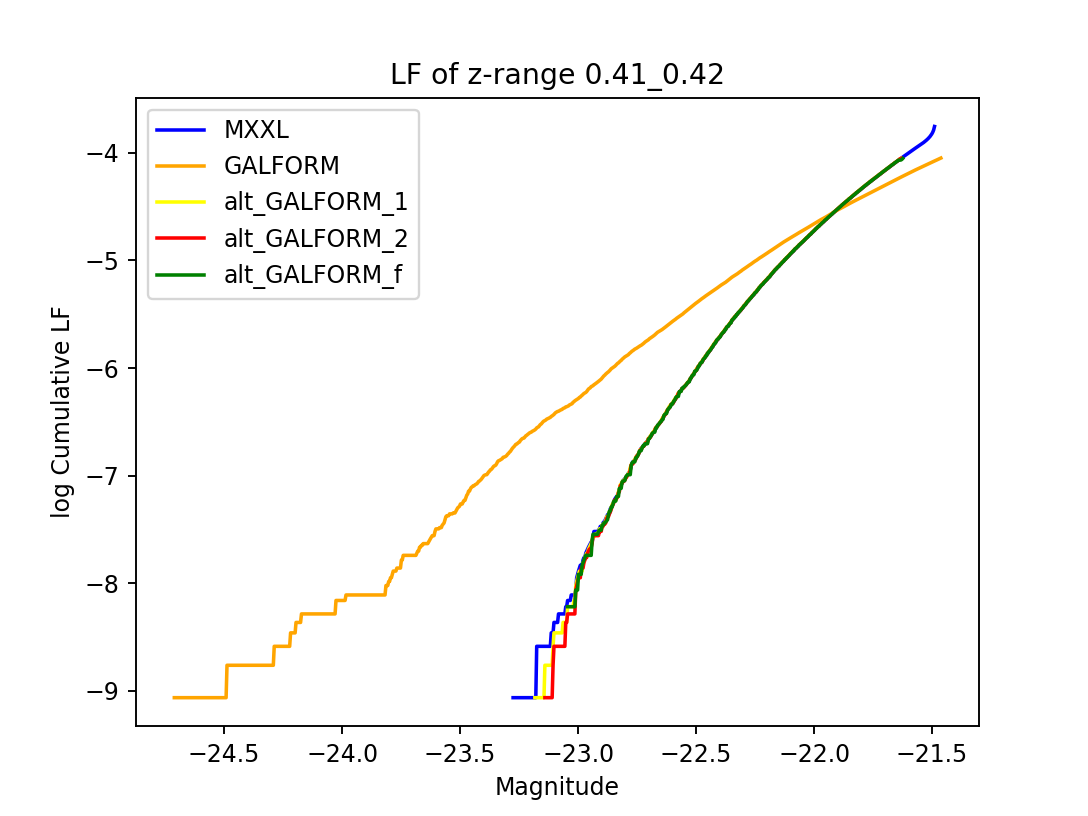 LF of z-range 0.41_0.42
MXXL
GALFORM
alt_GALFORM_1
alt_GALFORM_2
alt_GALFORM_f
log Cumulative LF
−4
−5
−6
−7
−8
−9
−24.5 −24.0 −23.5 −23.0 −22.5 −22.0 −21.5
Magnitude